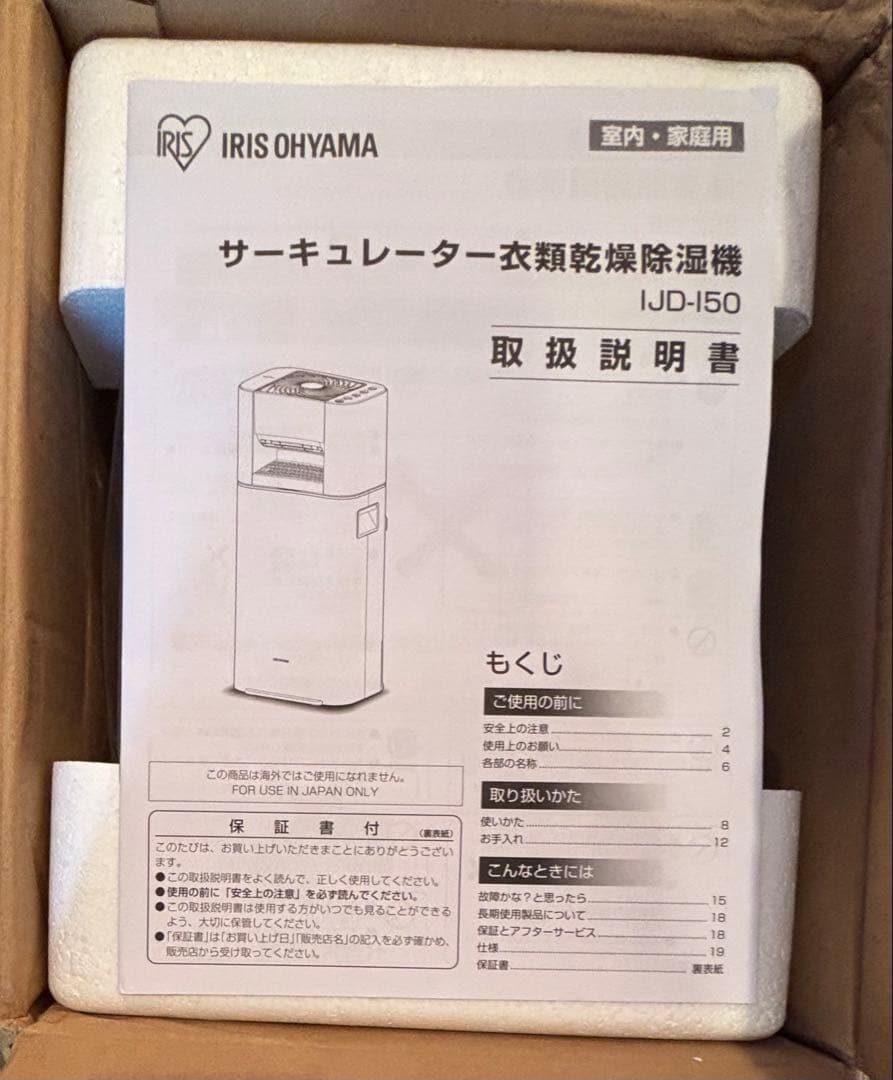 IRIS IRIS OHYAMA
室内・家庭用
サーキュレーター衣類乾燥除湿機
IJD-I50
取扱説明書
もくじ
ご使用の前に
安全上の注意 2
使用上のお願い 4
各部の名称 6
取り扱いかた
使いかた 8
お手入れ 12
こんなときには
故障かな?と思ったら 15
長期使用製品について 18
保証とアフターサービス 18
仕様 19
保証書 裏表紙
この商品は海外ではご使用になれません。
FOR USE IN JAPAN ONLY
保証書付 (裏表紙)
このたびは、お買い上げいただきまことにありがとうござい
ます。
●この取扱説明書をよく読んで、正しく使用してください。
●使用の前に「安全上の注意」を必ず読んでください。
●この取扱説明書は使用する方がいつでも見ることができる
よう、大切に保管してください。
●「保証書」は「お買い上げ日」「販売店名」の記入を必ず確かめ、
販売店から受け取ってください。